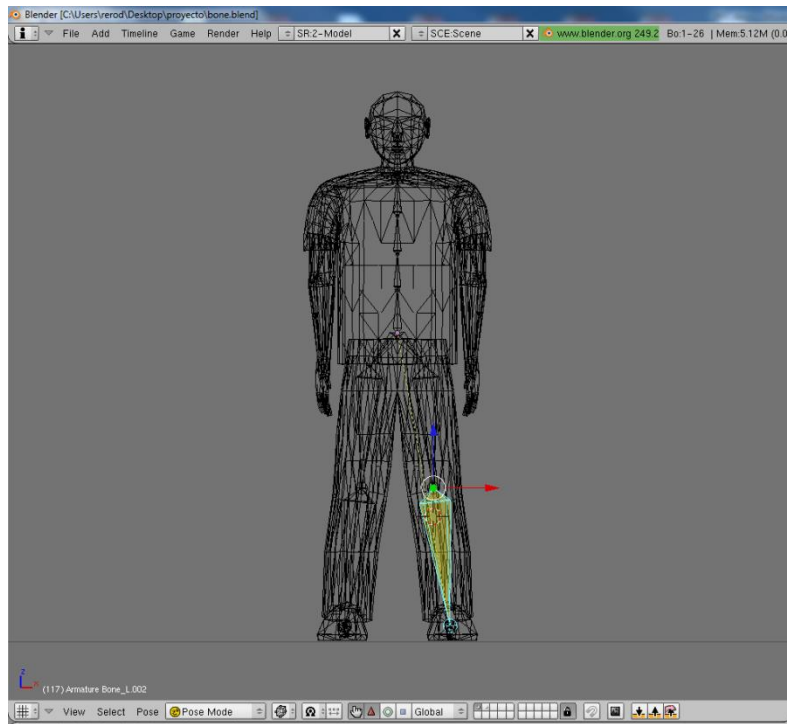 Blender [C:\Users\rerod\Desktop\proyecto\bone.blend]
File Add Timeline Game Render Help SR:2-Model X SCE:Scene X www.blender.org 249.2 Bo:1-26 | Mem:5.12M (0.0
z
x
(117) Armature Bone_L.002
View Select Pose Pose Mode Global